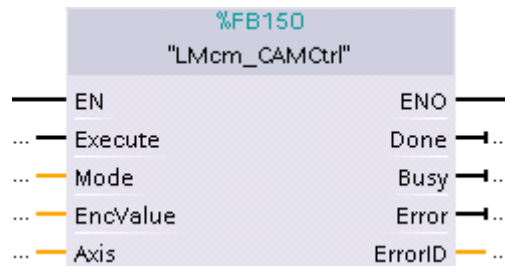 %FB150
"LMcm_CAMCtrl"
EN ENO
... Execute Done ...
... Mode Busy ...
... EncValue Error ...
... Axis ErrorID ...